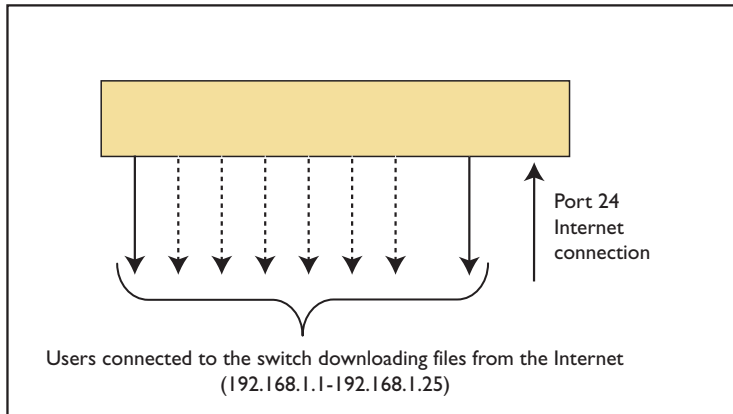 Port 24
Internet
connection
Users connected to the switch downloading files from the Internet
(192.168.1.1-192.168.1.25)